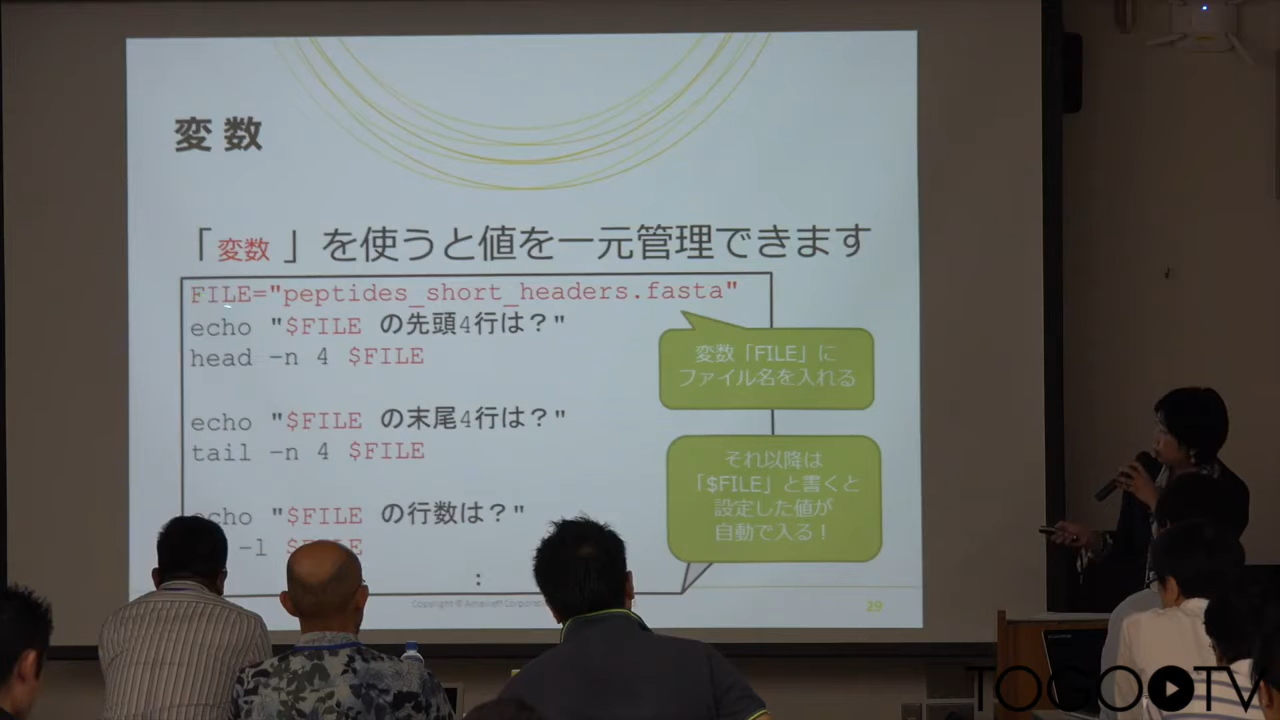 変数
「変数 」を使うと値を一元管理できます
FILE="peptides_short_headers.fasta"
echo "$FILE の先頭4行は？"
head -n 4 $FILE
変数「FILE」に
ファイル名を入れる
echo "$FILE の末尾4行は？"
tail -n 4 $FILE
それ以降は
「$FILE」と書くと
設定した値が
自動で入る！
echo "$FILE の行数は？"
-l $FILE
:
Copyright © Amelieff
29
TOGOTV